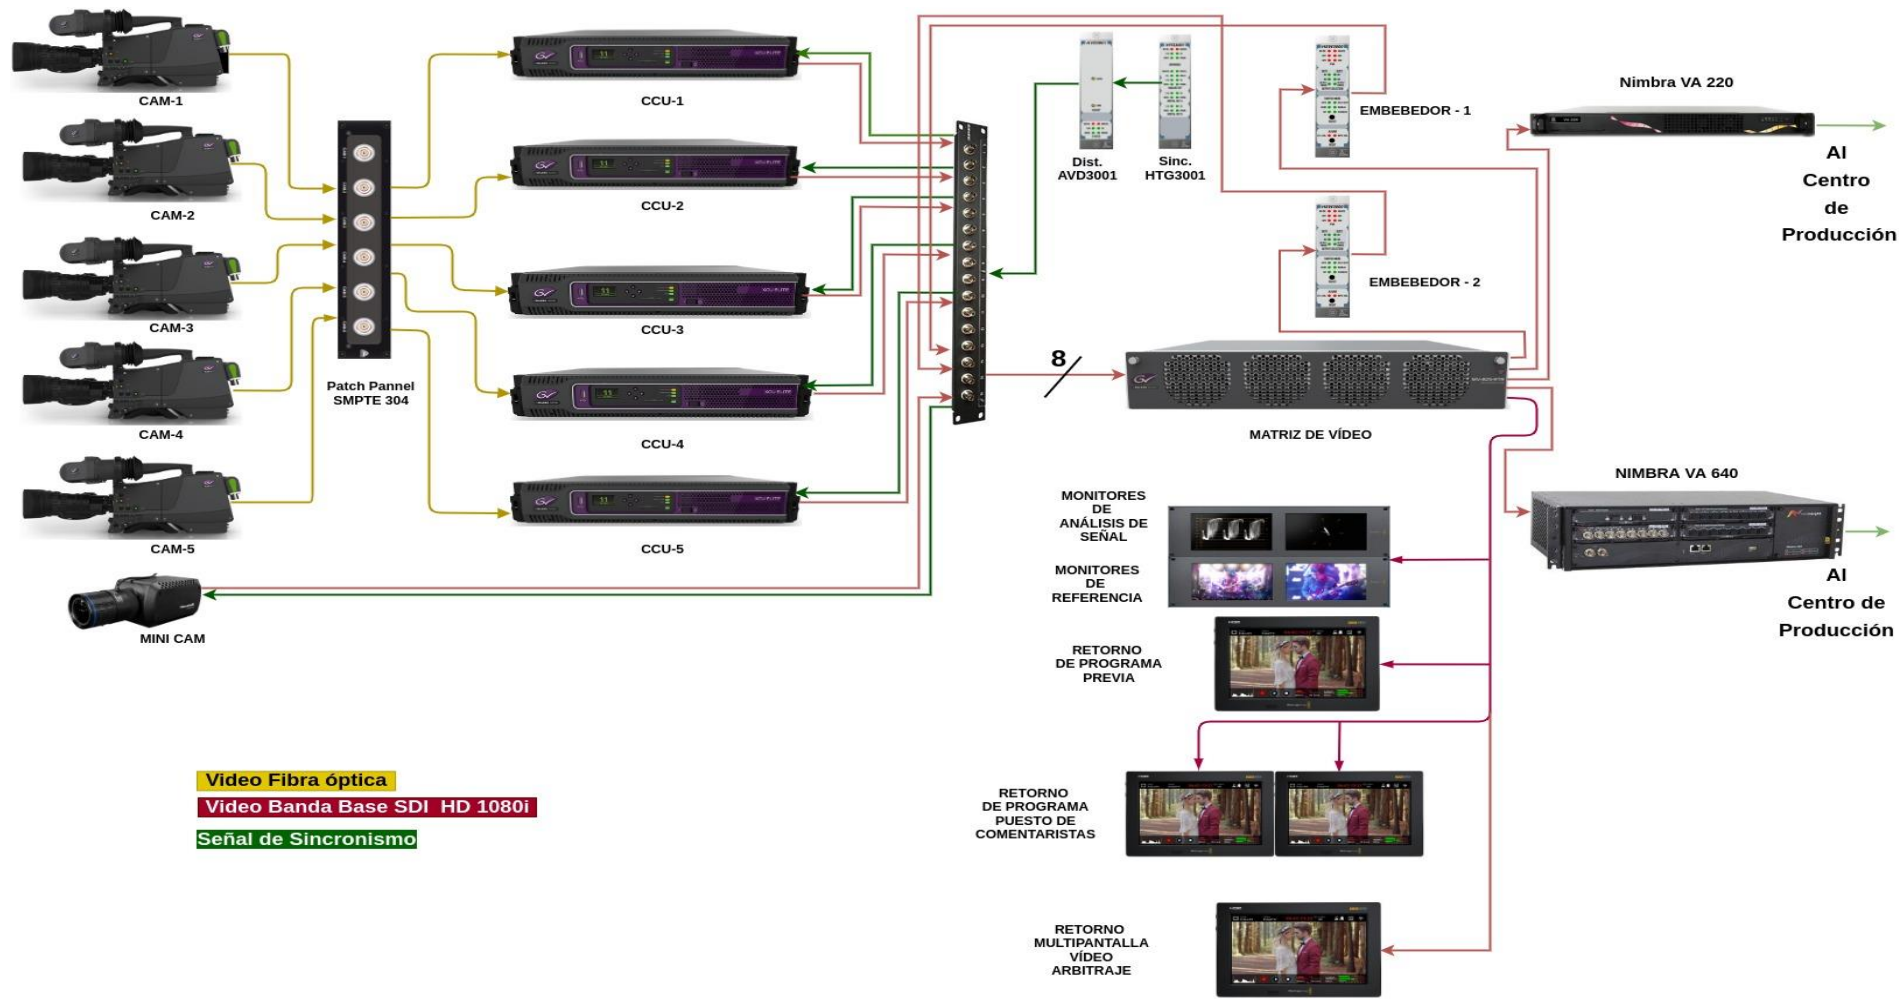 CAM-1
CAM-2
CAM-3
CAM-4
CAM-5
MINI CAM
Patch Pannel
SMPTE 304
CCU-1
CCU-2
CCU-3
CCU-4
CCU-5
Dist.
AVD3001
Sinc.
HTG3001
EMBEBEDOR - 1
EMBEBEDOR - 2
8
MATRIZ DE VÍDEO
Nimbra VA 220
Al
Centro
de
Producción
NIMBRA VA 640
Al
Centro de
Producción
MONITORES
DE
ANÁLISIS DE
SEÑAL
MONITORES
DE
REFERENCIA
RETORNO
DE PROGRAMA
PREVIA
RETORNO
DE PROGRAMA
PUESTO DE
COMENTARISTAS
RETORNO
MULTIPANTALLA
VÍDEO
ARBITRAJE
Video Fibra óptica
Video Banda Base SDI HD 1080i
Señal de Sincronismo